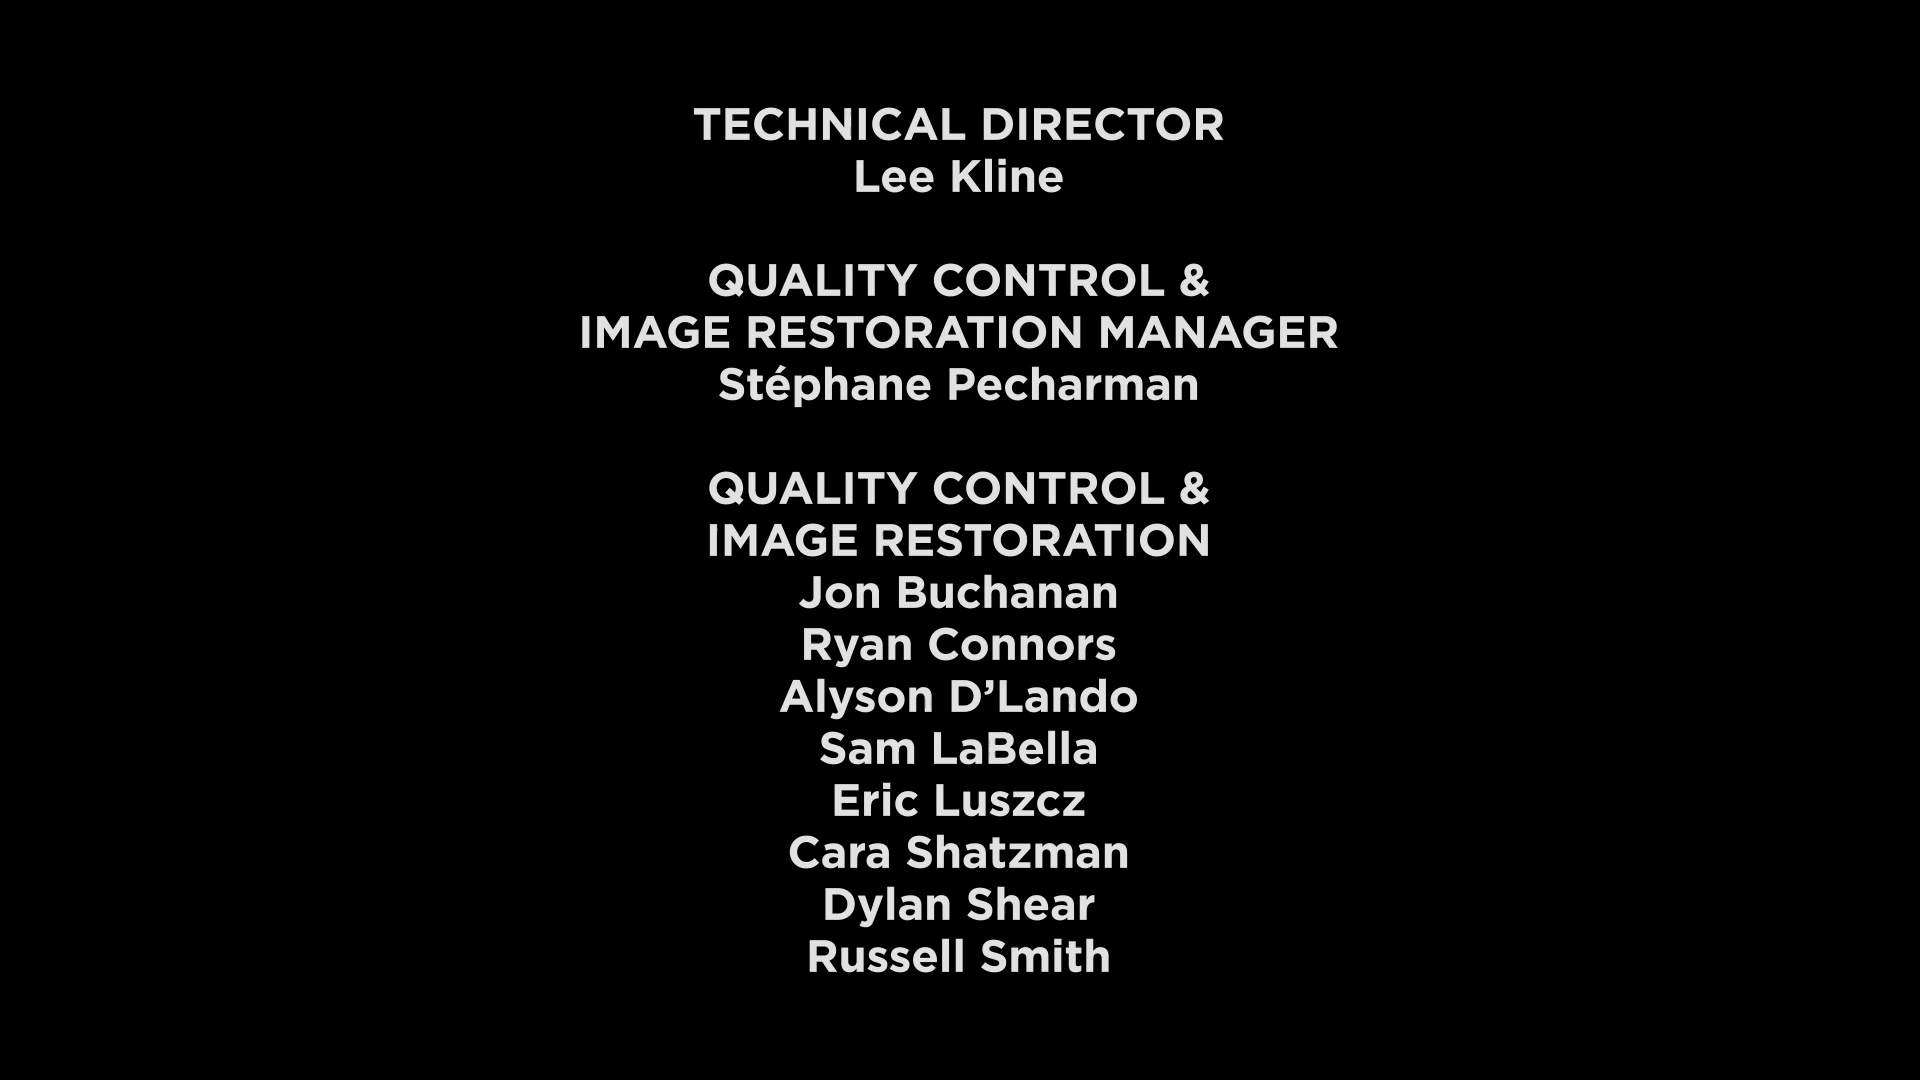 TECHNICAL DIRECTOR
Lee Kline
QUALITY CONTROL &
IMAGE RESTORATION MANAGER
Stéphane Pecharman
QUALITY CONTROL &
IMAGE RESTORATION
Jon Buchanan
Ryan Connors
Alyson D’Lando
Sam LaBella
Eric Luszcz
Cara Shatzman
Dylan Shear
Russell Smith